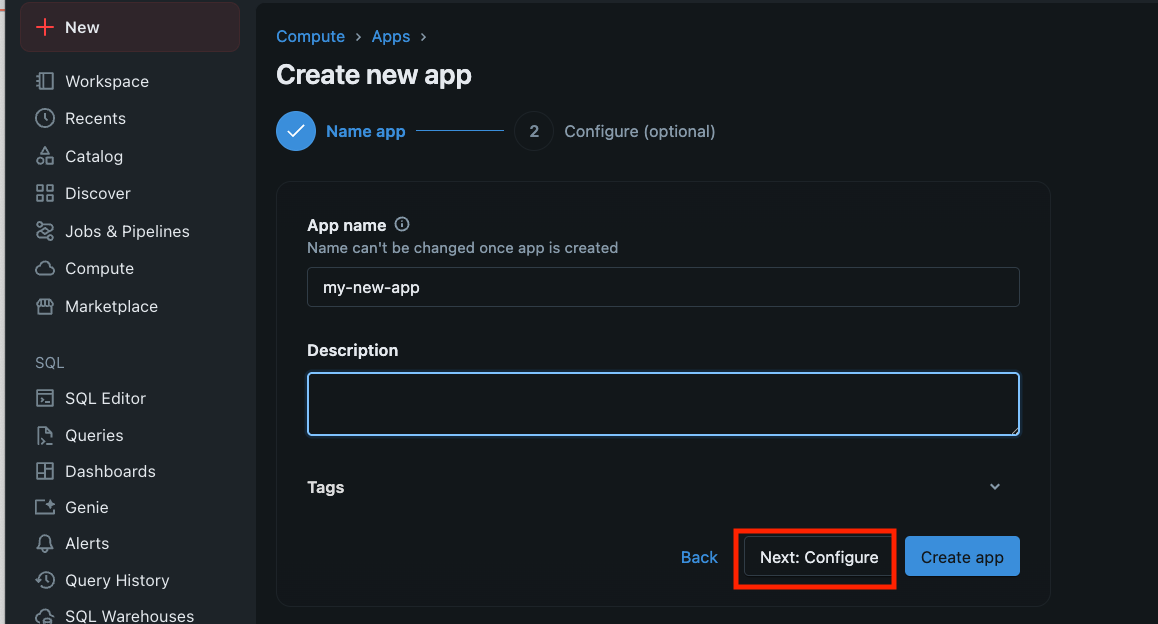 New
Workspace
Recents
Catalog
Discover
Jobs & Pipelines
Compute
Marketplace
SQL
SQL Editor
Queries
Dashboards
Genie
Alerts
Query History
SQL Warehouses
Compute > Apps >
Create new app
Name app 2 Configure (optional)
App name
Name can't be changed once app is created
my-new-app
Description
Tags
Back Next: Configure Create app